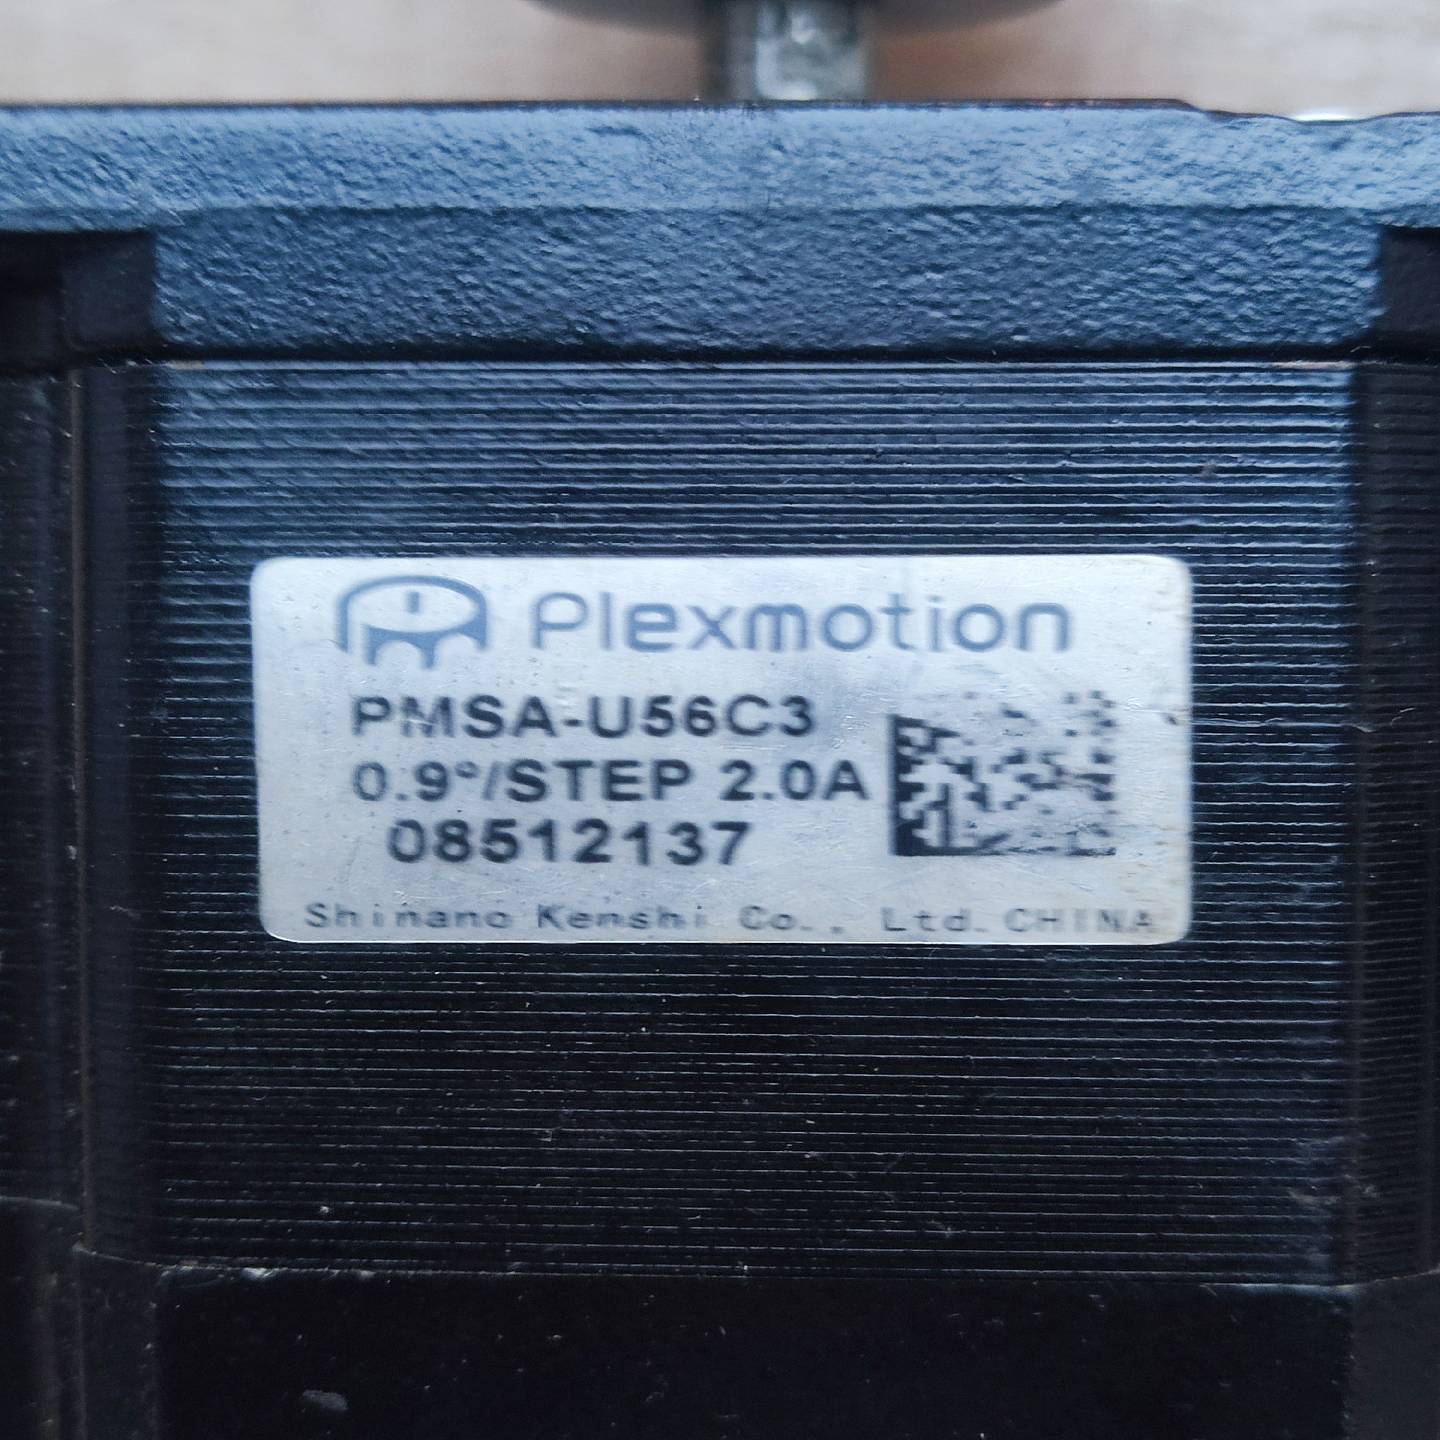 Plexmotion
PMSA-U56C3
0.9°/STEP 2.0A
08512137
Shinano Kenshi Co., Ltd. CHINA